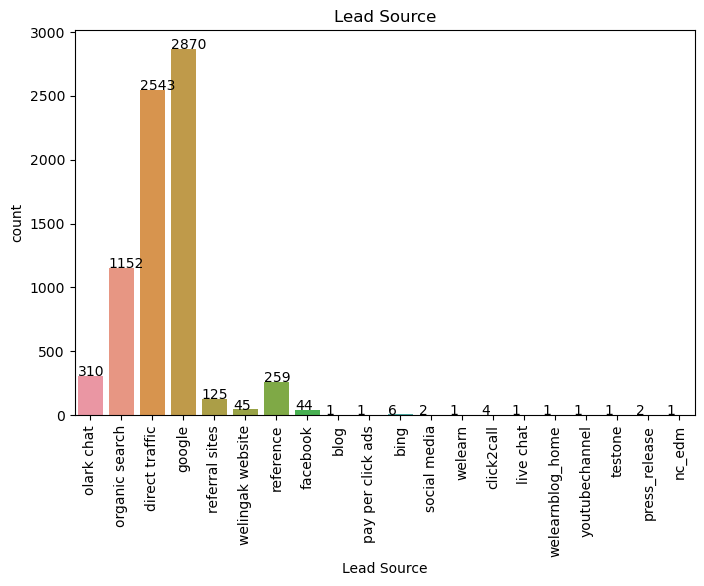 Lead Source
3000
2500
2000
1500
1000
500
0
count
310
1152
2543
2870
125
45
259
44
1
1
6
2
1
4
1
1
1
1
2
1
olark chat
organic search
direct traffic
google
referral sites
welingak website
reference
facebook
blog
pay per click ads
bing
social media
welearn
click2call
live chat
welearnblog_home
youtubechannel
testone
press_release
nc_edm
Lead Source